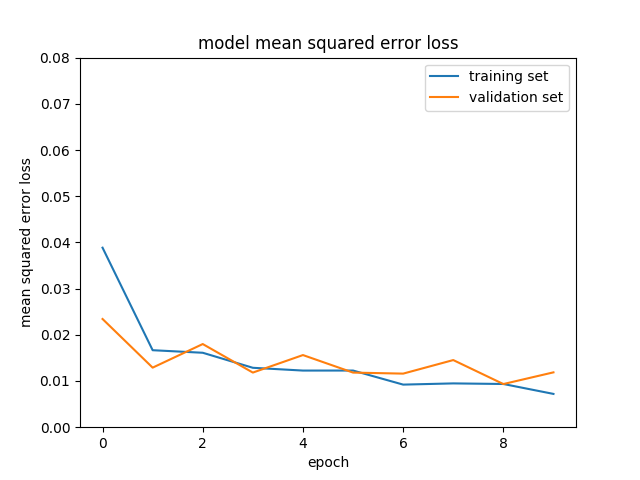 model mean squared error loss
0.08
0.07
0.06
0.05
0.04
0.03
0.02
0.01
0.00
mean squared error loss
training set
validation set
0 2 4 6 8
epoch